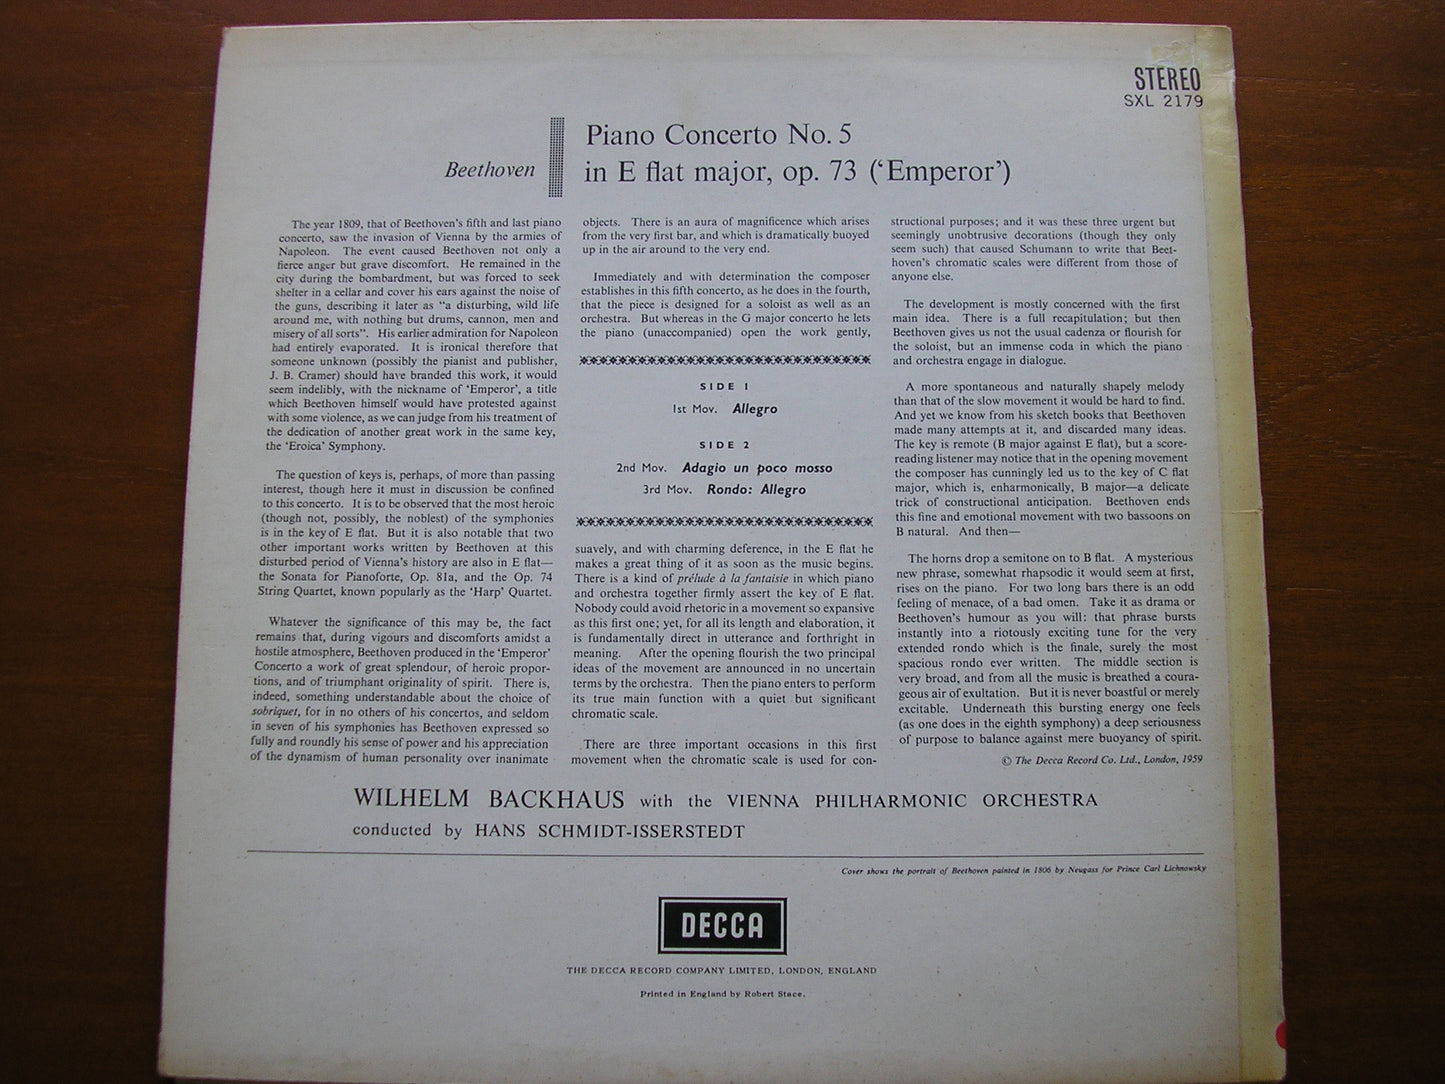 STEREO
SXL 2179
Beethoven
Piano Concerto No. 5
in E flat major, op. 73 (‘Emperor’)
The year 1809, that of Beethoven's fifth and last piano
concerto, saw the invasion of Vienna by the armies of
Napoleon. The event caused Beethoven not only a
fierce anger but grave discomfort. He remained in the
city during the bombardment, but was forced to seek
shelter in a cellar and cover his ears against the noise of
the guns, describing it later as “a disturbing, wild life
around me, with nothing but drums, cannon, men and
misery of all sorts”. His earlier admiration for Napoleon
had entirely evaporated. It is ironical therefore that
someone unknown (possibly the pianist and publisher,
J. B. Cramer) should have branded this work, it would
seem indelibly, with the nickname of ‘Emperor’, a title
which Beethoven himself would have protested against
with some violence, as we can judge from his treatment of
the dedication of another great work in the same key,
the ‘Eroica’ Symphony.
The question of keys is, perhaps, of more than passing
interest, though here it must in discussion be confined
to this concerto. It is to be observed that the most heroic
(though not, possibly, the noblest) of the symphonies
is in the key of E flat. But it is also notable that two
other important works written by Beethoven at this
disturbed period of Vienna's history are also in E flat—
the Sonata for Pianoforte, Op. 81a, and the Op. 74
String Quartet, known popularly as the ‘Harp’ Quartet.
Whatever the significance of this may be, the fact
remains that, during vigours and discomforts amidst a
hostile atmosphere, Beethoven produced in the ‘Emperor’
Concerto a work of great splendour, of heroic propor-
tions, and of triumphant originality of spirit. There is,
indeed, something understandable about the choice of
sobriquet, for in no others of his concertos, and seldom
in seven of his symphonies has Beethoven expressed so
fully and roundly his sense of power and his appreciation
of the dynamism of human personality over inanimate
objects. There is an aura of magnificence which arises
from the very first bar, and which is dramatically buoyed
up in the air around to the very end.
Immediately and with determination the composer
establishes in this fifth concerto, as he does in the fourth,
that the piece is designed for a soloist as well as an
orchestra. But whereas in the G major concerto he lets
the piano (unaccompanied) open the work gently,
SIDE 1
1st Mov. Allegro
SIDE 2
2nd Mov. Adagio un poco mosso
3rd Mov. Rondo: Allegro
suavely, and with charming deference, in the E flat he
makes a great thing of it as soon as the music begins.
There is a kind of prélude à la fantaisie in which piano
and orchestra together firmly assert the key of E flat.
Nobody could avoid rhetoric in a movement so expansive
as this first one; yet, for all its length and elaboration, it
is fundamentally direct in utterance and forthright in
meaning. After the opening flourish the two principal
ideas of the movement are announced in no uncertain
terms by the orchestra. Then the piano enters to perform
its true main function with a quiet but significant
chromatic scale.
There are three important occasions in this first
movement when the chromatic scale is used for con-
structional purposes; and it was these three urgent but
seemingly unobtrusive decorations (though they only
seem such) that caused Schumann to write that Beet-
hoven's chromatic scales were different from those of
anyone else.
The development is mostly concerned with the first
main idea. There is a full recapitulation; but then
Beethoven gives us not the usual cadenza or flourish for
the soloist, but an immense coda in which the piano
and orchestra engage in dialogue.
A more spontaneous and naturally shapely melody
than that of the slow movement it would be hard to find.
And yet we know from his sketch books that Beethoven
made many attempts at it, and discarded many ideas.
The key is remote (B major against E flat), but a score-
reading listener may notice that in the opening movement
the composer has cunningly led us to the key of C flat
major, which is, enharmonically, B major—a delicate
trick of constructional anticipation. Beethoven ends
this fine and emotional movement with two bassoons on
B natural. And then—
The horns drop a semitone on to B flat. A mysterious
new phrase, somewhat rhapsodic it would seem at first,
rises on the piano. For two long bars there is an odd
feeling of menace, of a bad omen. Take it as drama or
Beethoven's humour as you will: that phrase bursts
instantly into a riotously exciting tune for the very
extended rondo which is the finale, surely the most
spacious rondo ever written. The middle section is
very broad, and from all the music is breathed a coura-
geous air of exultation. But it is never boastful or merely
excitable. Underneath this bursting energy one feels
(as one does in the eighth symphony) a deep seriousness
of purpose to balance against mere buoyancy of spirit.
© The Decca Record Co. Ltd., London, 1959
WILHELM BACKHAUS with the VIENNA PHILHARMONIC ORCHESTRA
conducted by HANS SCHMIDT-ISSERSTEDT
Cover shows the portrait of Beethoven painted in 1806 by Neugass for Prince Carl Lichnowsky
DECCA
THE DECCA RECORD COMPANY LIMITED, LONDON, ENGLAND
Printed in England by Robert Stace.